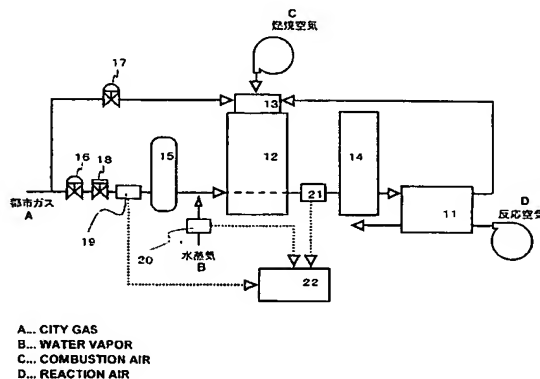 C
燃焼空気
17
13
16
18
15
12
14
21
11
都市ガス
A
19
20
水蒸気
B
22
D
反応空気
A... CITY GAS
B... WATER VAPOR
C... COMBUSTION AIR
D... REACTION AIR